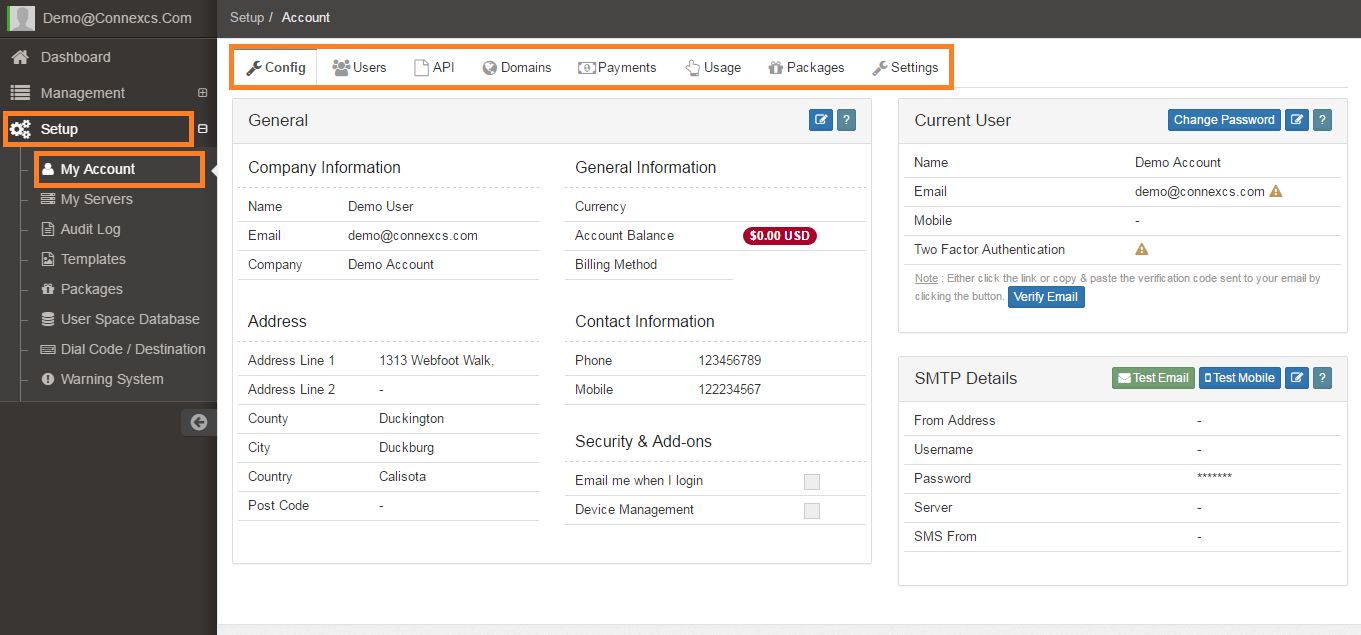 Demo@Connexcs.Com
Setup / Account
Dashboard
Management
Setup
My Account
My Servers
Audit Log
Templates
Packages
User Space Database
Dial Code / Destination
Warning System
Config Users API Domains Payments Usage Packages Settings
General ?
Company Information
Name Demo User
Email demo@connexcs.com
Company Demo Account
General Information
Currency
Account Balance $0.00 USD
Billing Method
Address
Address Line 1 1313 Webfoot Walk,
Address Line 2 -
County Duckington
City Duckburg
Country Calisota
Post Code -
Contact Information
Phone 123456789
Mobile 122234567
Security & Add-ons
Email me when I login
Device Management
Current User Change Password ?
Name Demo Account
Email demo@connexcs.com
Mobile -
Two Factor Authentication
Note : Either click the link or copy & paste the verification code sent to your email by
clicking the button. Verify Email
SMTP Details Test Email Test Mobile ?
From Address -
Username -
Password *******
Server -
SMS From -